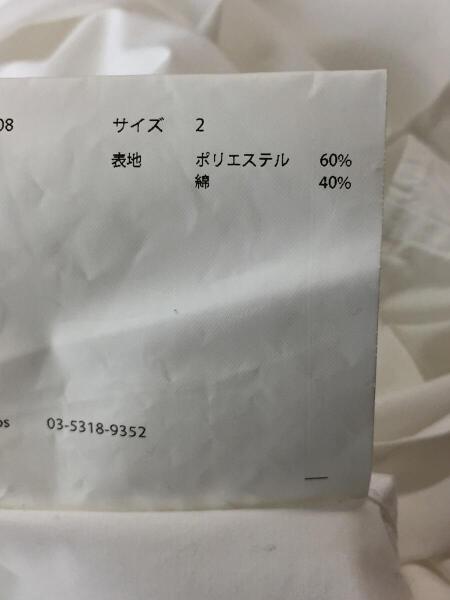 08 サイズ 2
表地 ポリエステル 60%
綿 40%
os 03-5318-9352